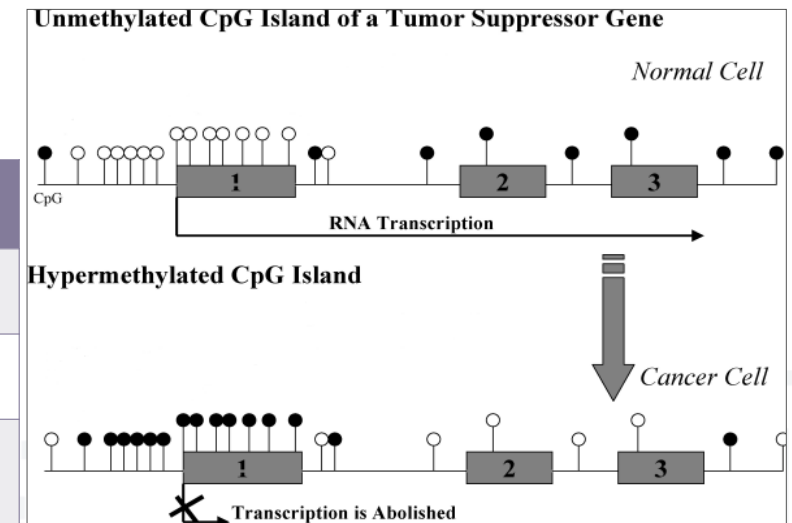 Unmethylated CpG Island of a Tumor Suppressor Gene
Normal Cell
1
2
3
CpG
RNA Transcription
Hypermethylated CpG Island
Cancer Cell
1
2
3
Transcription is Abolished